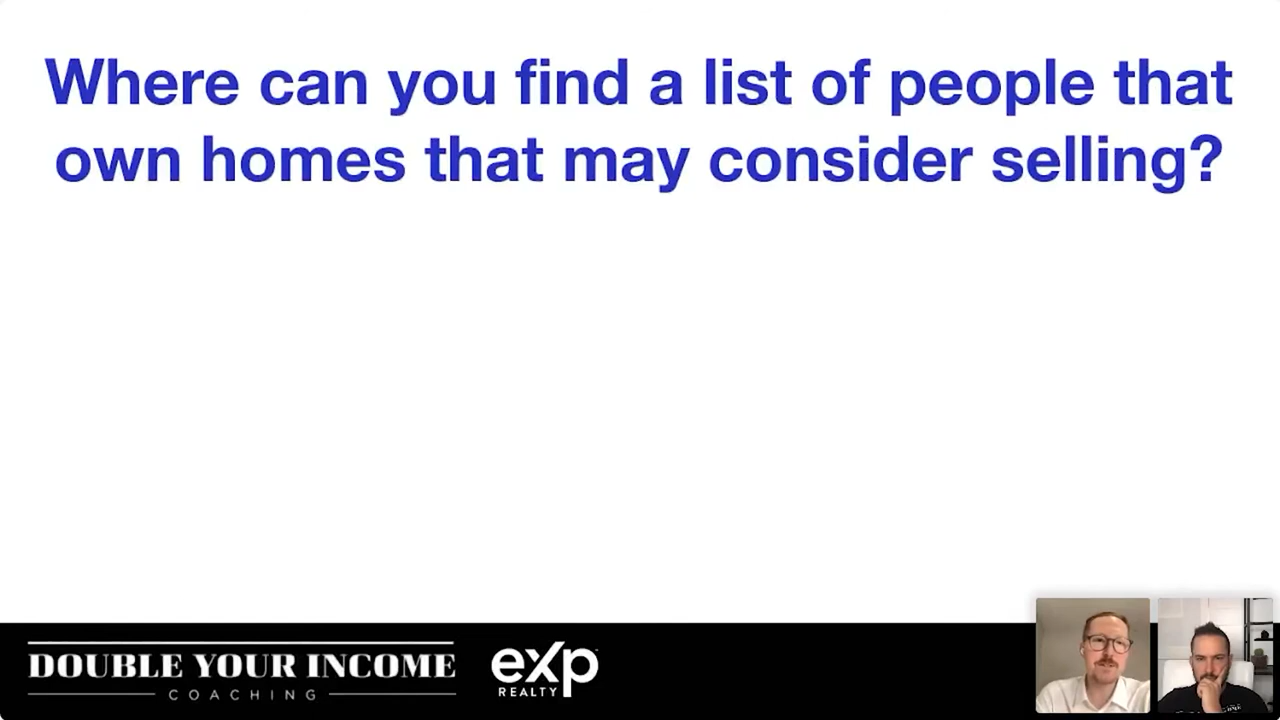 Where can you find a list of people that
own homes that may consider selling?
DOUBLE YOUR INCOME
COACHING
eXp
REALTY